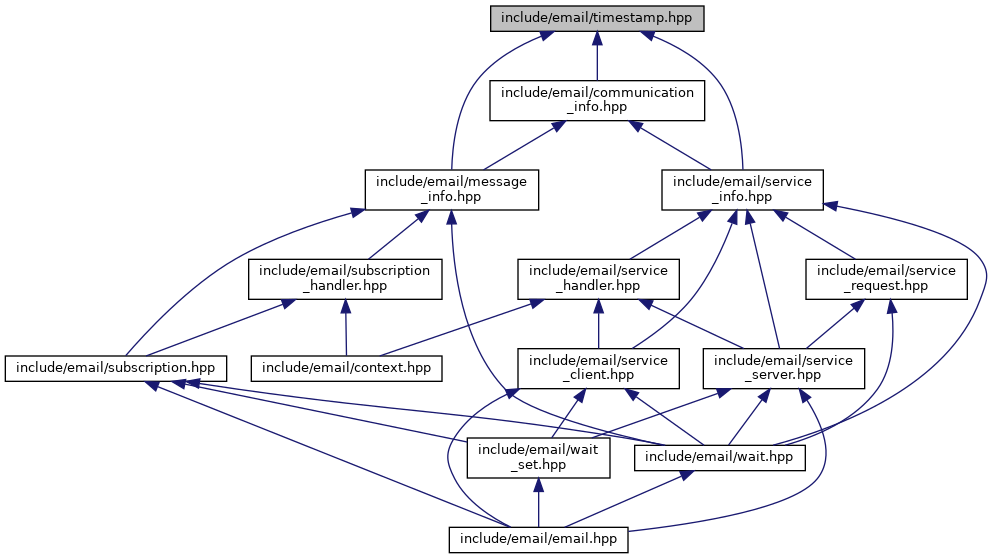 include/email/timestamp.hpp
include/email/communication
_info.hpp
include/email/message
_info.hpp
include/email/service
_info.hpp
include/email/subscription
_handler.hpp
include/email/service
_handler.hpp
include/email/service
_request.hpp
include/email/subscription.hpp
include/email/context.hpp
include/email/service
_client.hpp
include/email/service
_server.hpp
include/email/wait
_set.hpp
include/email/wait.hpp
include/email/email.hpp